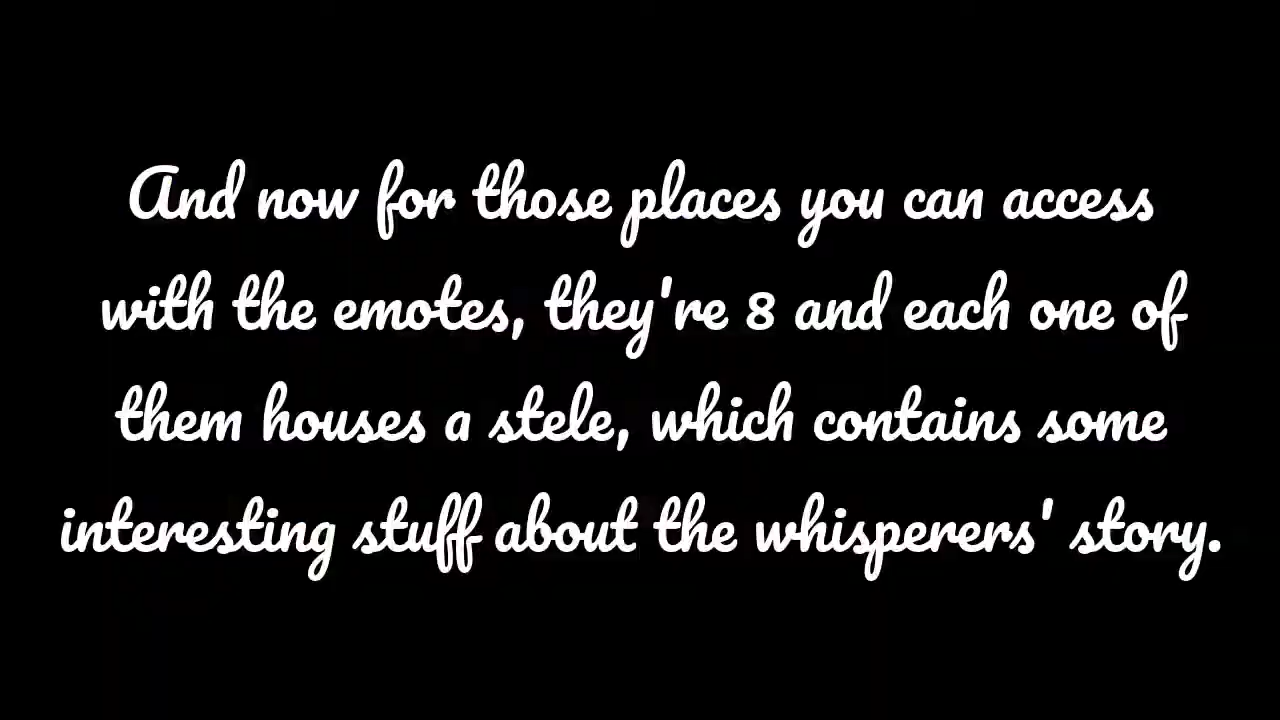 And now for those places you can access
with the emotes, they're 8 and each one of
them houses a stele, which contains some
interesting stuff about the whisperers' story.